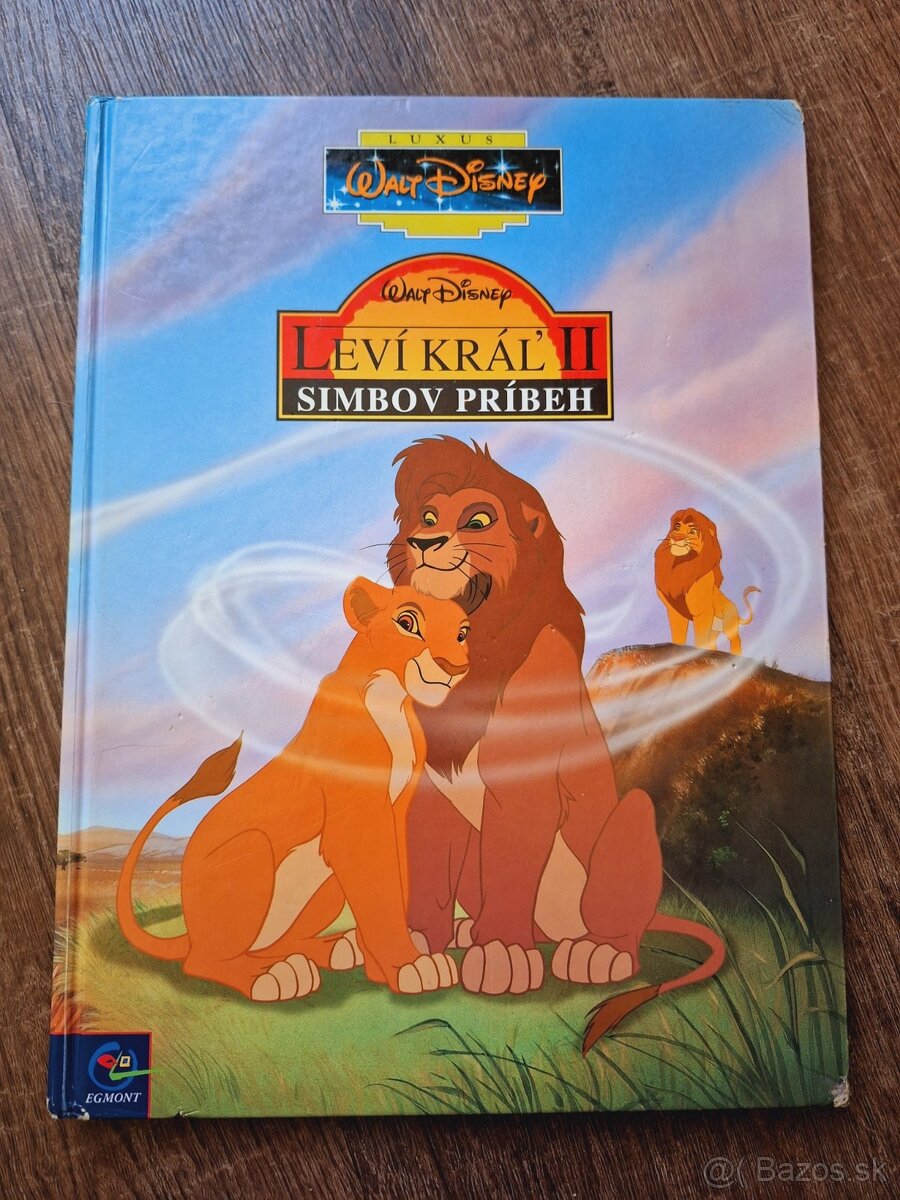 LUXUS
WALT DISNEY
WALT DISNEY
LEVÍ KRÁĽ II
SIMBOV PRÍBEH
EGMONT
@( Bazos.sk